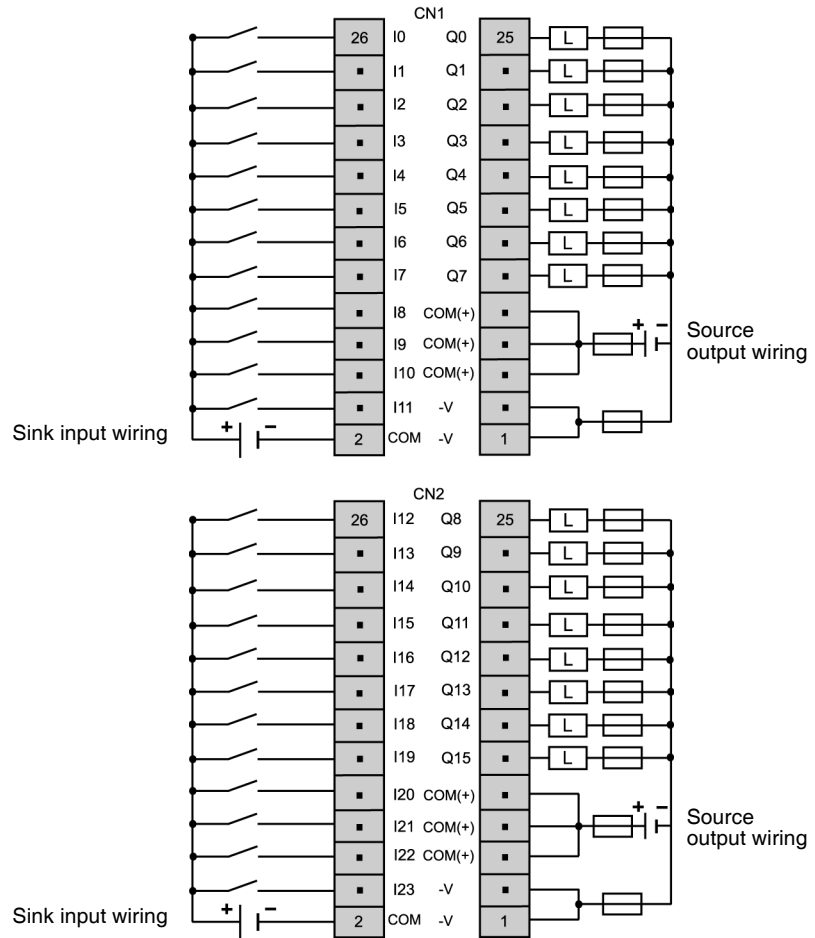 CN1
26 I0 Q0 25 L
I1 Q1 L
I2 Q2 L
I3 Q3 L
I4 Q4 L
I5 Q5 L
I6 Q6 L
I7 Q7 L
I8 COM(+)
I9 COM(+) + − Source
output wiring
I10 COM(+)
I11 -V
Sink input wiring + − 2 COM -V 1
CN2
26 I12 Q8 25 L
I13 Q9 L
I14 Q10 L
I15 Q11 L
I16 Q12 L
I17 Q13 L
I18 Q14 L
I19 Q15 L
I20 COM(+)
I21 COM(+) + − Source
output wiring
I22 COM(+)
I23 -V
Sink input wiring + − 2 COM -V 1